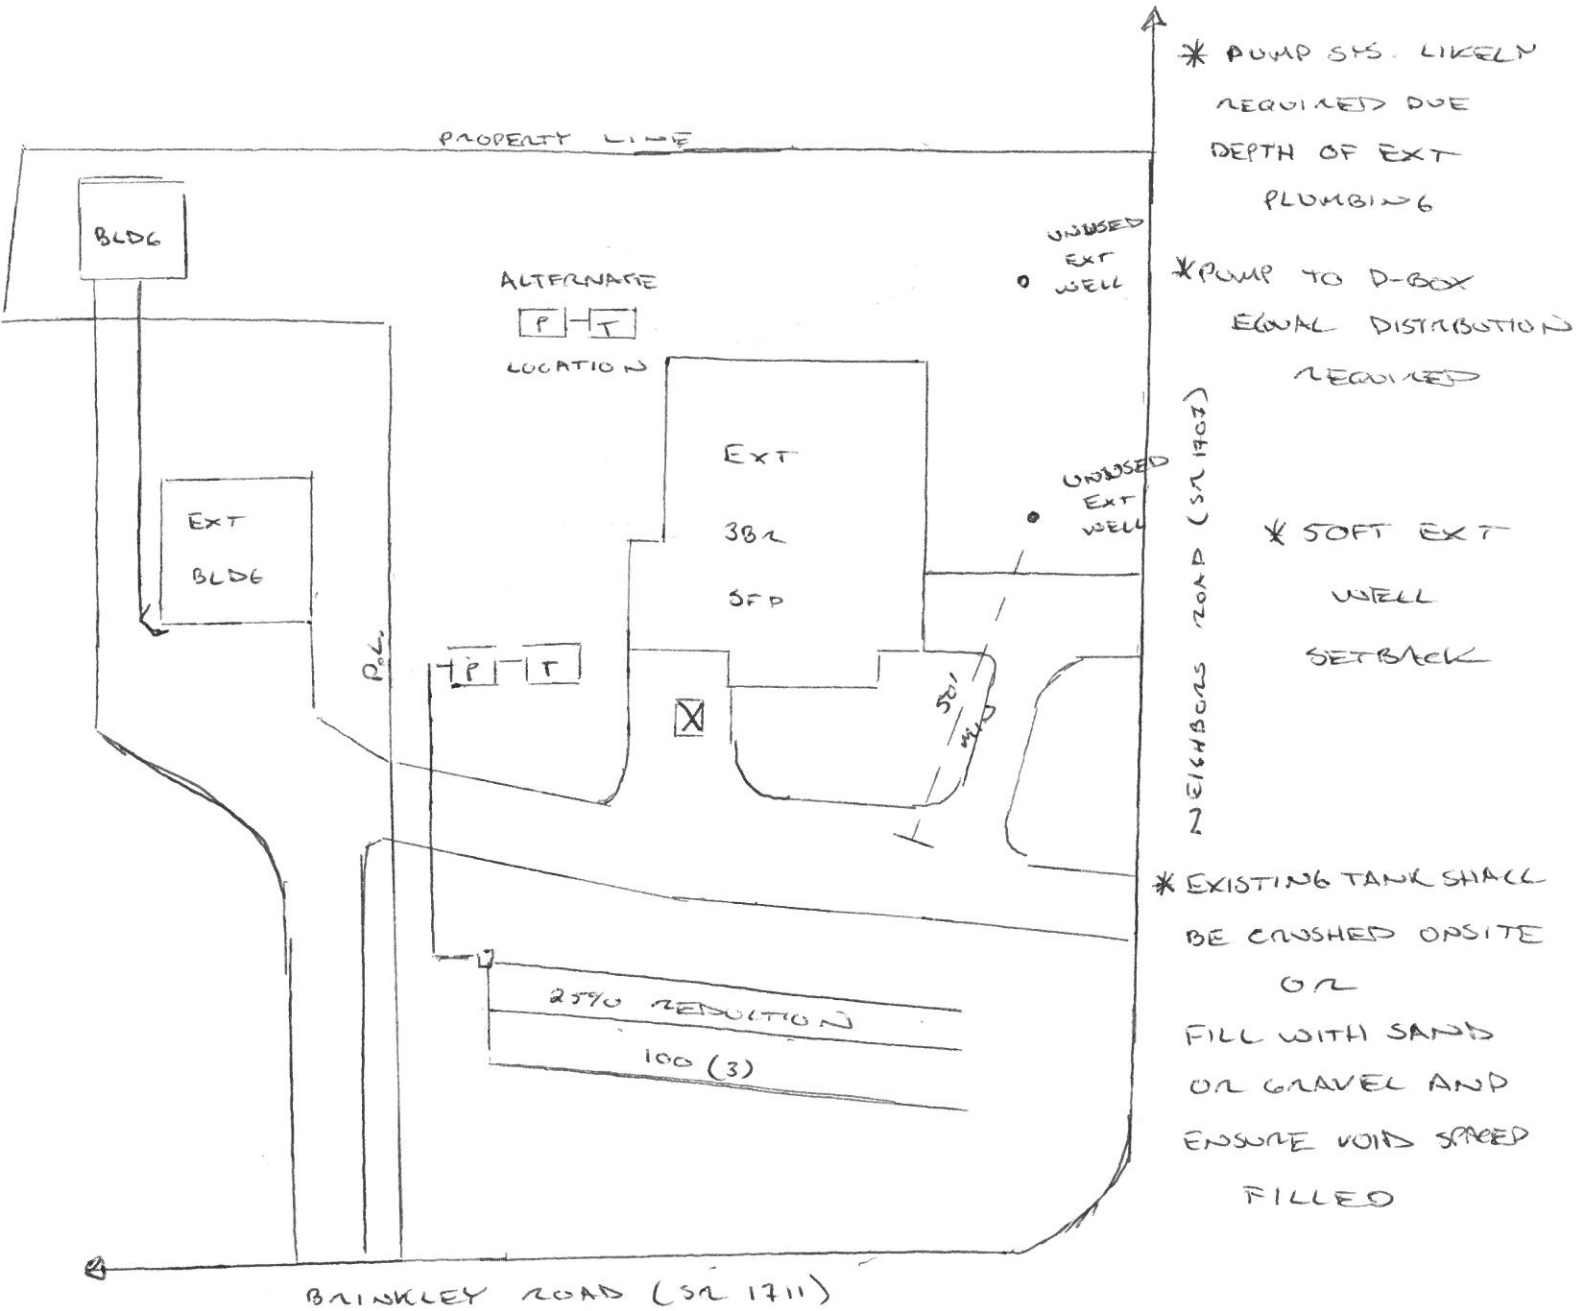 * PUMP SYS. LIKELY
REQUIRED DUE
DEPTH OF EXT
PLUMBING
PROPERTY LINE
BLDG
UNUSED
EXT
WELL
* PUMP TO D-BOX
EQUAL DISTRIBUTION
REQUIRED
ALTERNATE
P T
LOCATION
EXT
3BR
SFD
UNUSED
EXT
WELL
NEIGHBORS ROAD (SR 1707)
* 50FT EXT
WELL
SETBACK
EXT
BLDG
P.L.
P T
X
50'
MIN
* EXISTING TANK SHALL
BE CRUSHED ONSITE
OR
FILL WITH SAND
OR GRAVEL AND
ENSURE VOID SPACED
FILLED
25% REDUCTION
100 (3)
BRINKLEY ROAD (SR 1711)